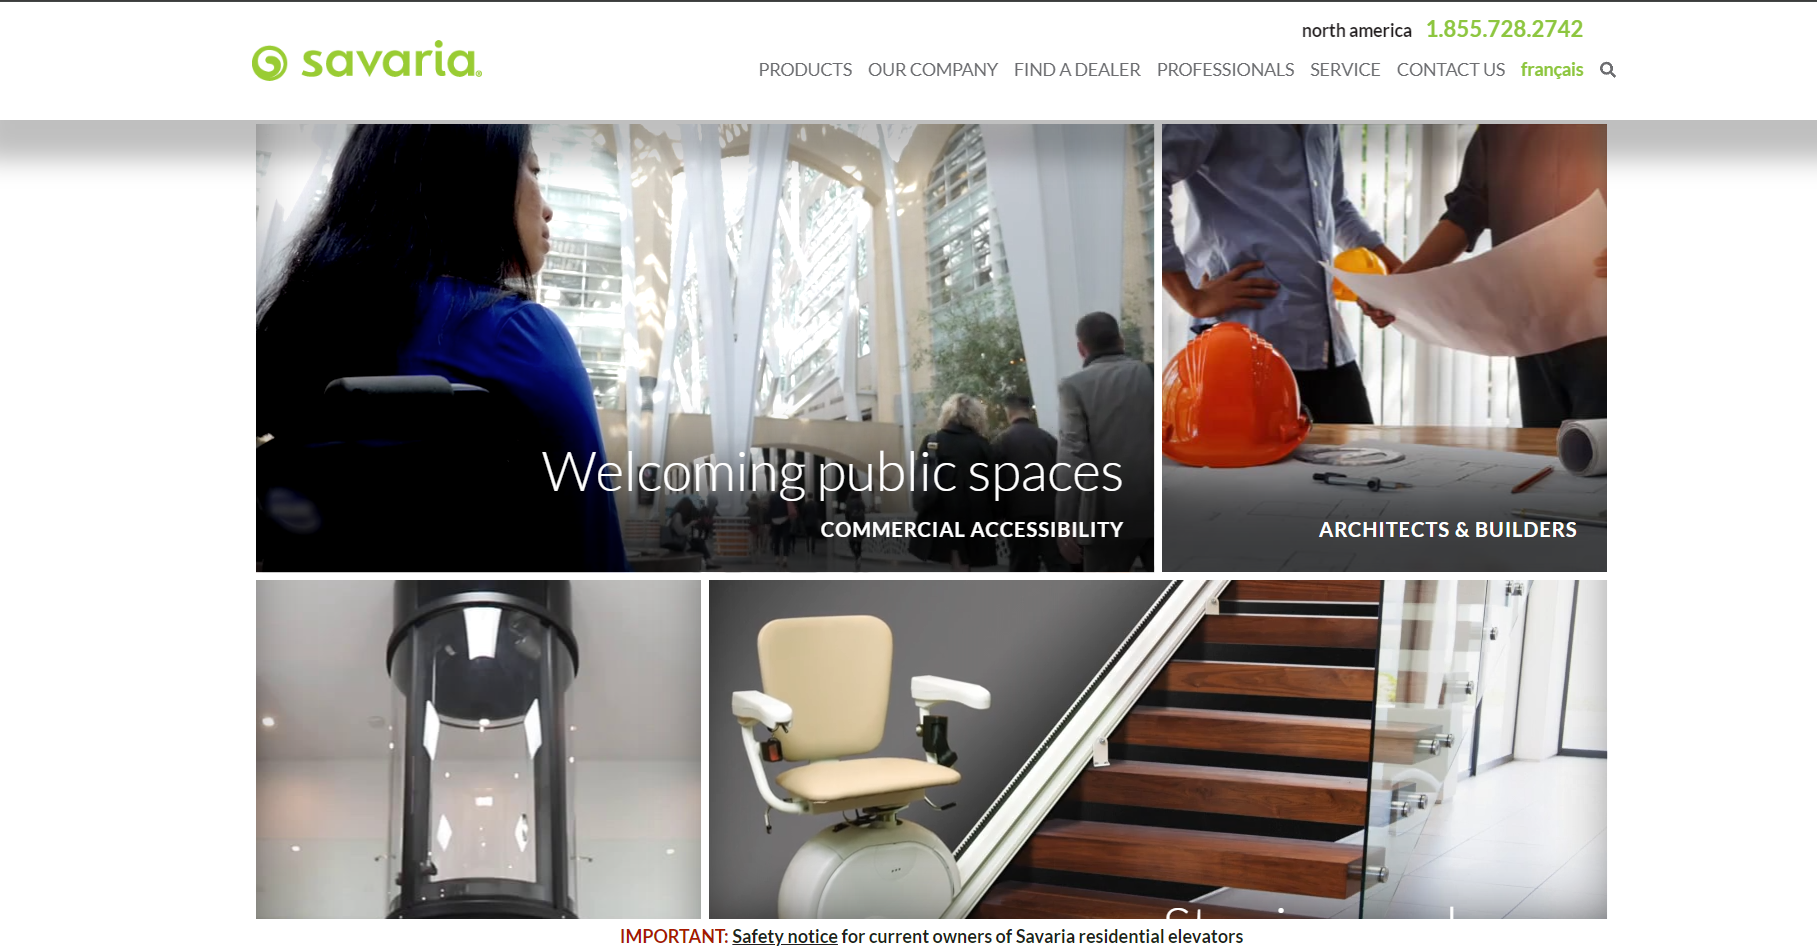 north america 1.855.728.2742
savaria®
PRODUCTS OUR COMPANY FIND A DEALER PROFESSIONALS SERVICE CONTACT US français
Welcoming public spaces
COMMERCIAL ACCESSIBILITY
ARCHITECTS & BUILDERS
IMPORTANT: Safety notice for current owners of Savaria residential elevators